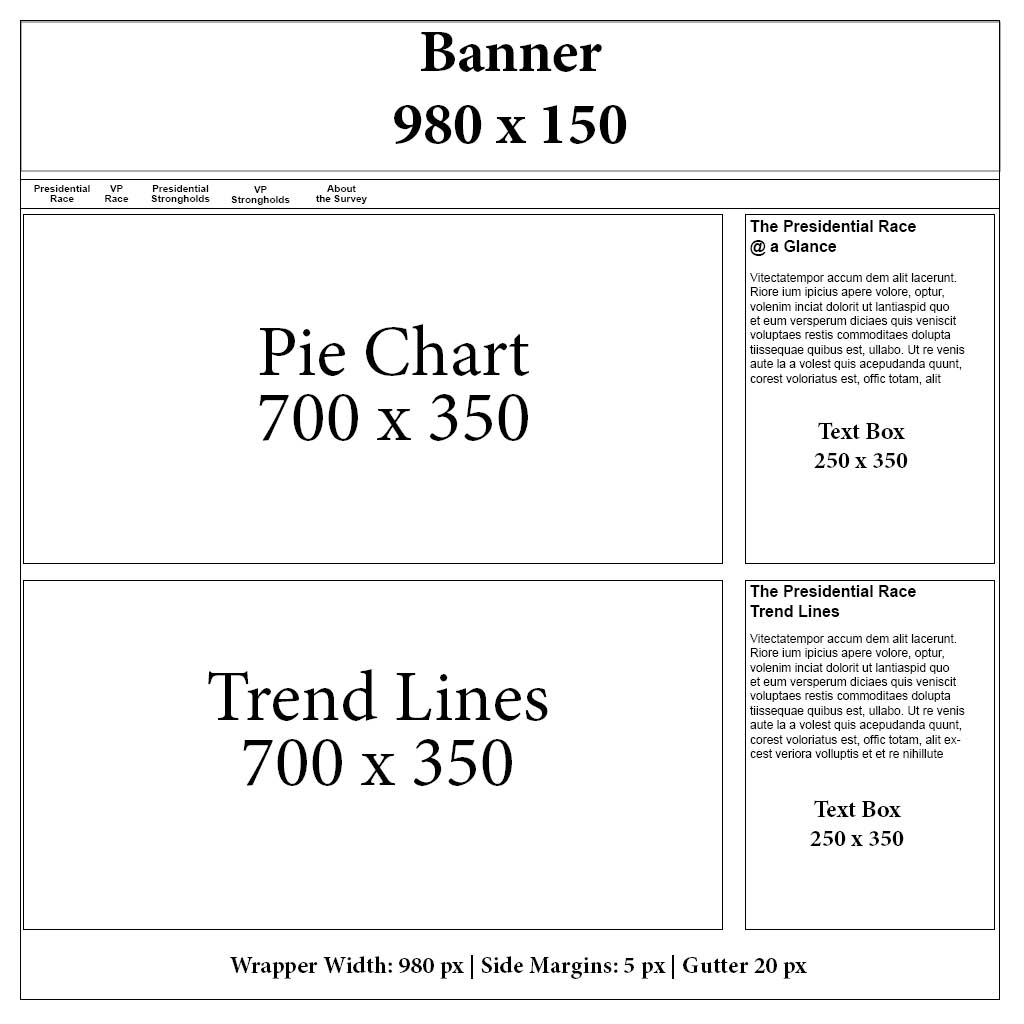 Banner
980 x 150
Presidential Race
VP Race
Presidential Strongholds
VP Strongholds
About the Survey
Pie Chart
700 x 350
The Presidential Race
@ a Glance
Vitectatempor accum dem alit lacerunt.
Riore ium ipicius apere volore, optur,
volenim inciat dolorit ut lantiaspid quo
et eum versperum diciaes quis veniscit
voluptaes restis commoditaes dolupta
tiissequae quibus est, ullabo. Ut re venis
aute la a volest quis acepudanda quunt,
corest voloriatus est, offic totam, alit
Text Box
250 x 350
Trend Lines
700 x 350
The Presidential Race
Trend Lines
Vitectatempor accum dem alit lacerunt.
Riore ium ipicius apere volore, optur,
volenim inciat dolorit ut lantiaspid quo
et eum versperum diciaes quis veniscit
voluptaes restis commoditaes dolupta
tiissequae quibus est, ullabo. Ut re venis
aute la a volest quis acepudanda quunt,
corest voloriatus est, offic totam, alit ex-
cest veriora volluptis et et re nihillute
Text Box
250 x 350
Wrapper Width: 980 px | Side Margins: 5 px | Gutter 20 px